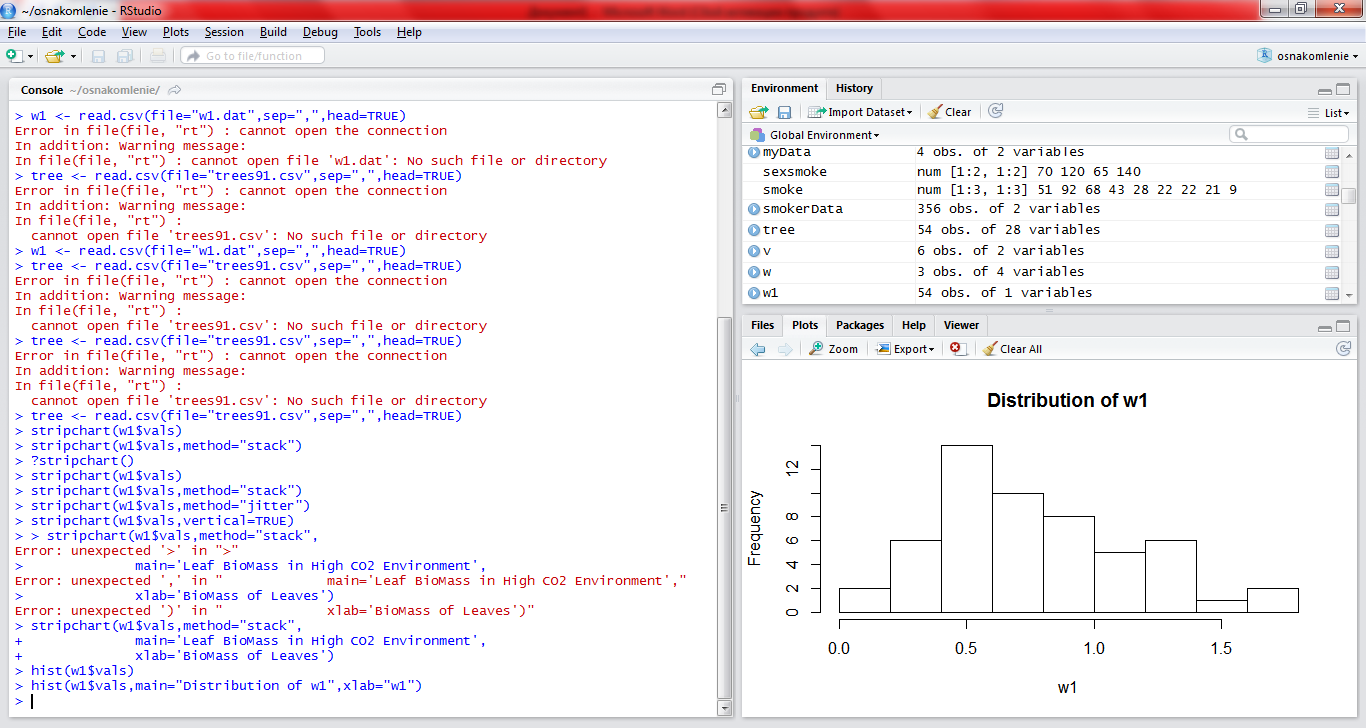 ~/osnakomlenie - RStudio
File Edit Code View Plots Session Build Debug Tools Help
Go to file/function
osnakomlenie
Console ~/osnakomlenie/
> w1 <- read.csv(file="w1.dat",sep=",",head=TRUE)
Error in file(file, "rt") : cannot open the connection
In addition: Warning message:
In file(file, "rt") : cannot open file 'w1.dat': No such file or directory
> tree <- read.csv(file="trees91.csv",sep=",",head=TRUE)
Error in file(file, "rt") : cannot open the connection
In addition: Warning message:
In file(file, "rt") :
  cannot open file 'trees91.csv': No such file or directory
> w1 <- read.csv(file="w1.dat",sep=",",head=TRUE)
> tree <- read.csv(file="trees91.csv",sep=",",head=TRUE)
Error in file(file, "rt") : cannot open the connection
In addition: Warning message:
In file(file, "rt") :
  cannot open file 'trees91.csv': No such file or directory
> tree <- read.csv(file="trees91.csv",sep=",",head=TRUE)
Error in file(file, "rt") : cannot open the connection
In addition: Warning message:
In file(file, "rt") :
  cannot open file 'trees91.csv': No such file or directory
> tree <- read.csv(file="trees91.csv",sep=",",head=TRUE)
> stripchart(w1$vals)
> stripchart(w1$vals,method="stack")
> ?stripchart()
> stripchart(w1$vals)
> stripchart(w1$vals,method="stack")
> stripchart(w1$vals,method="jitter")
> stripchart(w1$vals,vertical=TRUE)
> > stripchart(w1$vals,method="stack",
Error: unexpected '>' in ">"
>              main='Leaf BioMass in High CO2 Environment',
Error: unexpected ',' in "             main='Leaf BioMass in High CO2 Environment',"
>              xlab='BioMass of Leaves')
Error: unexpected ')' in "             xlab='BioMass of Leaves')"
> stripchart(w1$vals,method="stack",
+              main='Leaf BioMass in High CO2 Environment',
+              xlab='BioMass of Leaves')
> hist(w1$vals)
> hist(w1$vals,main="Distribution of w1",xlab="w1")
>
Environment History
Import Dataset Clear List
Global Environment
myData 4 obs. of 2 variables
sexsmoke num [1:2, 1:2] 70 120 65 140
smoke num [1:3, 1:3] 51 92 68 43 28 22 22 21 9
smokerData 356 obs. of 2 variables
tree 54 obs. of 28 variables
v 6 obs. of 2 variables
w 3 obs. of 4 variables
w1 54 obs. of 1 variables
Files Plots Packages Help Viewer
Zoom Export Clear All
Distribution of w1
Frequency
12
8
6
4
2
0
0.0 0.5 1.0 1.5
w1